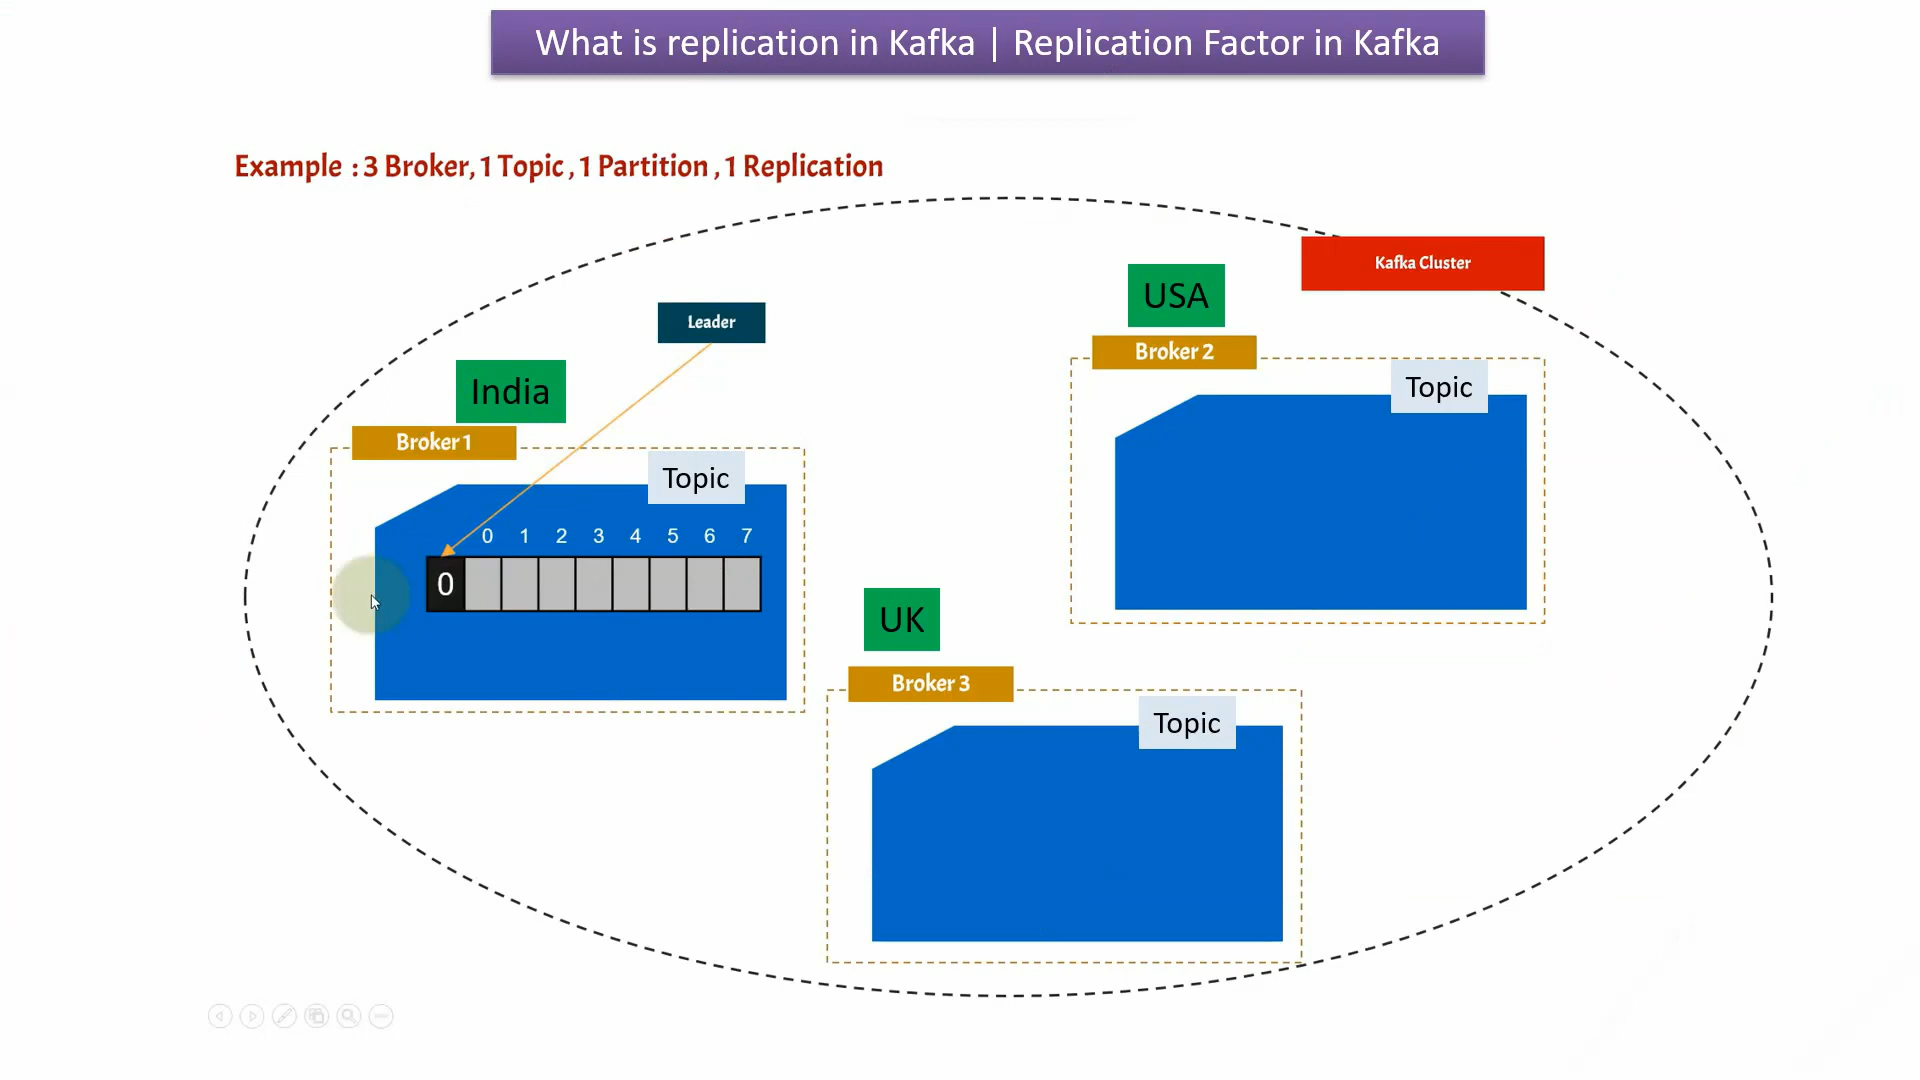 What is replication in Kafka | Replication Factor in Kafka
Example : 3 Broker, 1 Topic , 1 Partition , 1 Replication
Kafka Cluster
USA
Leader
Broker 2
India
Topic
Broker 1
Topic
0 1 2 3 4 5 6 7
0
UK
Broker 3
Topic